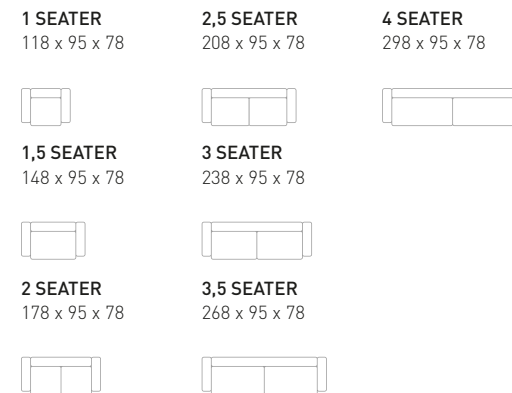 1 SEATER
118 x 95 x 78
1,5 SEATER
148 x 95 x 78
2 SEATER
178 x 95 x 78
2,5 SEATER
208 x 95 x 78
3 SEATER
238 x 95 x 78
3,5 SEATER
268 x 95 x 78
4 SEATER
298 x 95 x 78